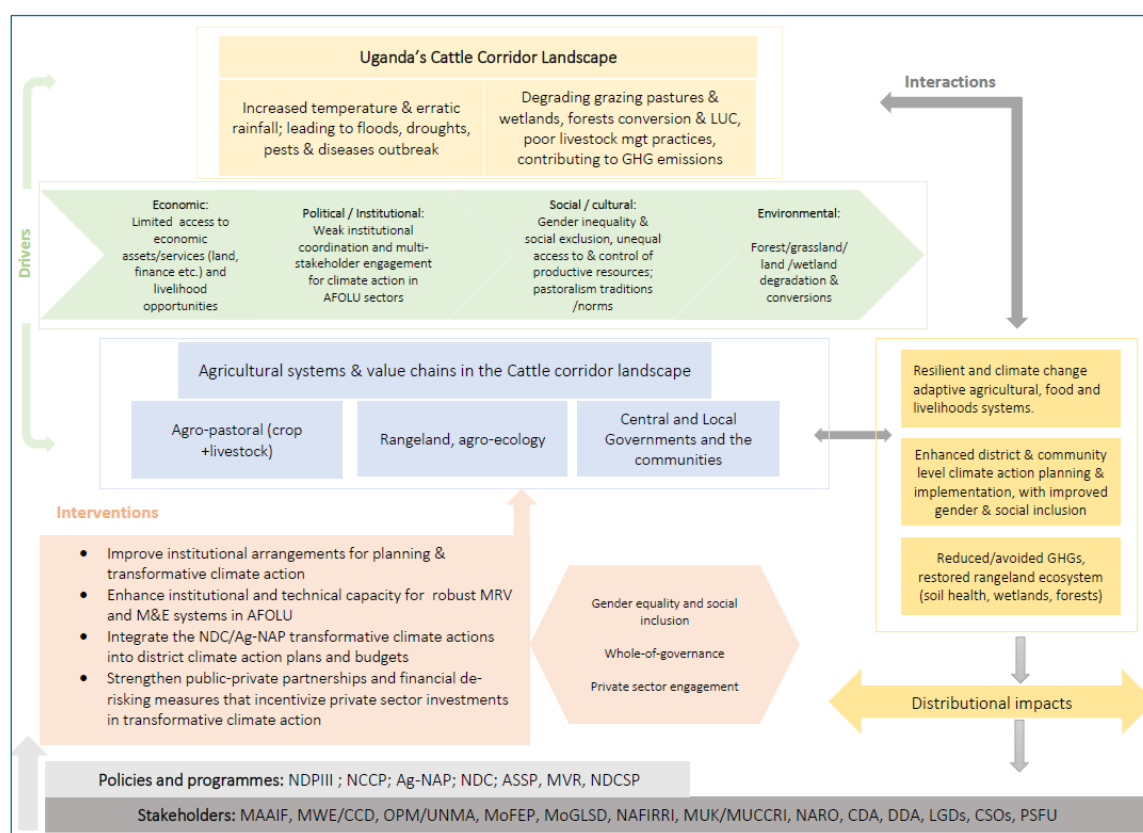 Uganda's Cattle Corridor Landscape
Increased temperature & erratic
rainfall; leading to floods, droughts,
pests & diseases outbreak
Degrading grazing pastures &
wetlands, forests conversion & LUC,
poor livestock mgt practices,
contributing to GHG emissions
Interactions
Drivers
Economic:
Limited access to
economic
assets/services (land,
finance etc.) and
livelihood
opportunities
Political / Institutional:
Weak institutional
coordination and multi-
stakeholder engagement
for climate action in
AFOLU sectors
Social / cultural:
Gender inequality &
social exclusion, unequal
access to & control of
productive resources;
pastoralism traditions
/norms
Environmental:
Forest/grassland/
land /wetland
degradation &
conversions
Agricultural systems & value chains in the Cattle corridor landscape
Agro-pastoral (crop
+livestock)
Rangeland, agro-ecology
Central and Local
Governments and the
communities
Resilient and climate change
adaptive agricultural, food and
livelihoods systems.
Enhanced district & community
level climate action planning &
implementation, with improved
gender & social inclusion
Reduced/avoided GHGs,
restored rangeland ecosystem
(soil health, wetlands, forests)
Interventions
• Improve institutional arrangements for planning &
transformative climate action
• Enhance institutional and technical capacity for robust MRV
and M&E systems in AFOLU
• Integrate the NDC/Ag-NAP transformative climate actions
into district climate action plans and budgets
• Strengthen public-private partnerships and financial de-
risking measures that incentivize private sector investments
in transformative climate action
Gender equality and social
inclusion
Whole-of-governance
Private sector engagement
Distributional impacts
Policies and programmes: NDPIII ; NCCP; Ag-NAP; NDC; ASSP, MVR, NDCSP
Stakeholders: MAAIF, MWE/CCD, OPM/UNMA, MoFEP, MoGLSD, NAFIRRI, MUK/MUCCRI, NARO, CDA, DDA, LGDs, CSOs, PSFU